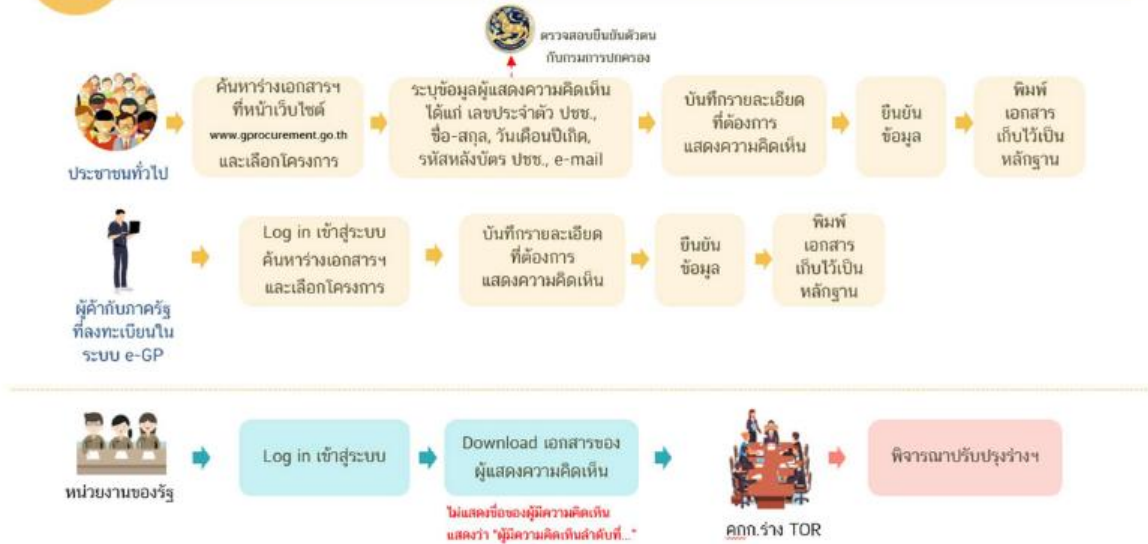 ตรวจสอบยืนยันตัวตน
กับกรมการปกครอง
ประชาชนทั่วไป
ค้นหาร่างเอกสารฯ
ที่หน้าเว็บไซต์
www.gprocurement.go.th
และเลือกโครงการ
ระบุข้อมูลผู้แสดงความคิดเห็น
ได้แก่ เลขประจำตัว ปชช.,
ชื่อ-สกุล, วันเดือนปีเกิด,
รหัสหลังบัตร ปชช., e-mail
บันทึกรายละเอียด
ที่ต้องการ
แสดงความคิดเห็น
ยืนยัน
ข้อมูล
พิมพ์
เอกสาร
เก็บไว้เป็น
หลักฐาน
ผู้ค้ากับภาครัฐ
ที่ลงทะเบียนใน
ระบบ e-GP
Log in เข้าสู่ระบบ
ค้นหาร่างเอกสารฯ
และเลือกโครงการ
บันทึกรายละเอียด
ที่ต้องการ
แสดงความคิดเห็น
ยืนยัน
ข้อมูล
พิมพ์
เอกสาร
เก็บไว้เป็น
หลักฐาน
หน่วยงานของรัฐ
Log in เข้าสู่ระบบ
Download เอกสารของ
ผู้แสดงความคิดเห็น
ไม่แสดงชื่อของผู้มีความคิดเห็น
แสดงว่า "ผู้มีความคิดเห็นลำดับที่..."
คกก.ร่าง TOR
พิจารณาปรับปรุงร่างฯ